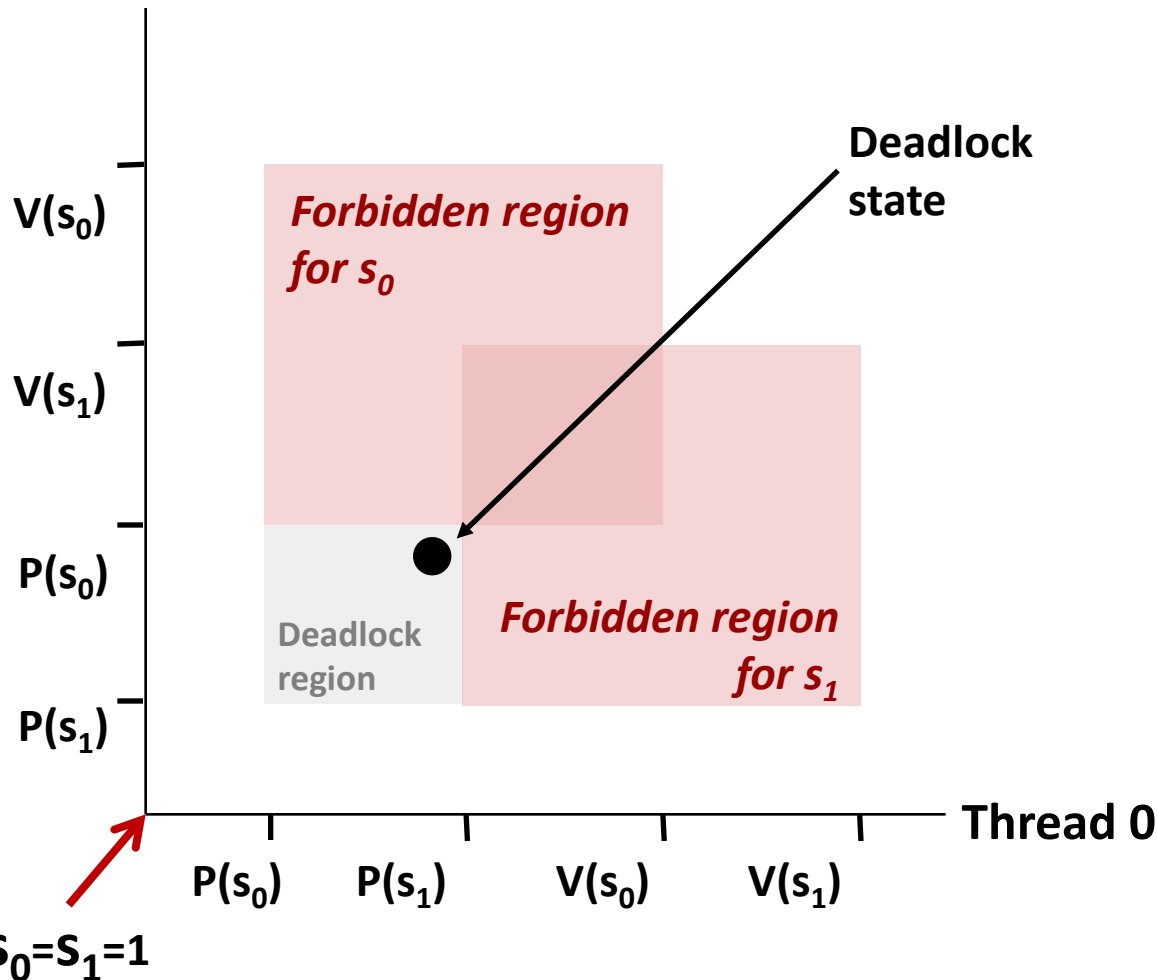 Deadlock
state
V(s₀)
Forbidden region
for s₀
V(s₁)
P(s₀)
Forbidden region
for s₁
Deadlock
region
P(s₁)
Thread 0
P(s₀) P(s₁) V(s₀) V(s₁)
s₀=s₁=1